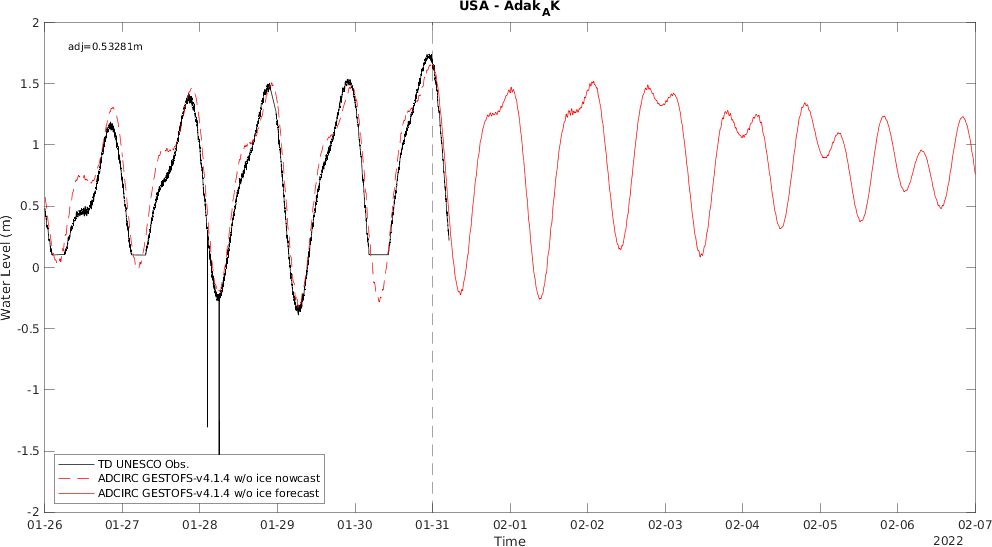 USA - AdakAK
adj=0.53281m
2
1.5
1
0.5
0
-0.5
-1
-1.5
-2
Water Level (m)
TD UNESCO Obs.
ADCIRC GESTOFS-v4.1.4 w/o ice nowcast
ADCIRC GESTOFS-v4.1.4 w/o ice forecast
01-26 01-27 01-28 01-29 01-30 01-31 02-01 02-02 02-03 02-04 02-05 02-06 02-07
Time
2022